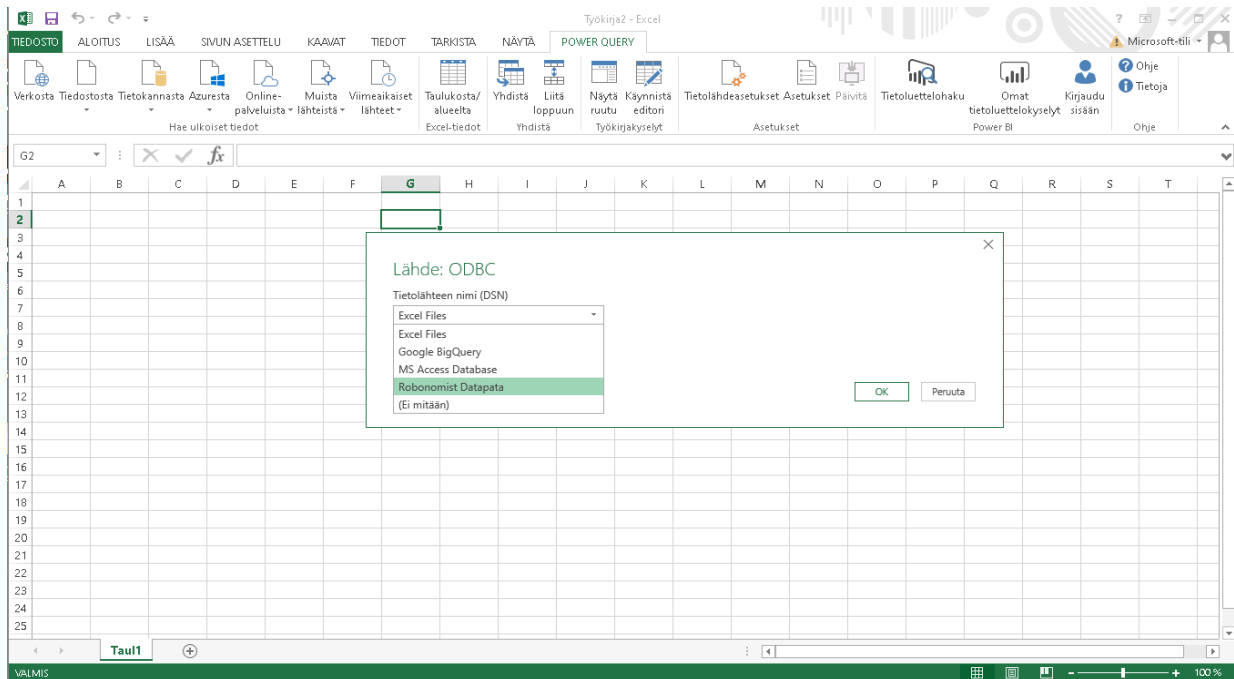 Työkirja2 - Excel
?
TIEDOSTO ALOITUS LISÄÄ SIVUN ASETTELU KAAVAT TIEDOT TARKISTA NÄYTÄ POWER QUERY Microsoft-tili
Verkosta Tiedostosta Tietokannasta Azuresta Online-palveluista Muista lähteistä Viimeaikaiset lähteet Taulukosta/alueelta Yhdistä Liitä loppuun Näytä ruutu Käynnistä editori Tietolähdeasetukset Asetukset Päivitä Tietoluettelohaku Omat tietoluettelokyselyt Kirjaudu sisään
Ohje
Tietoja
Hae ulkoiset tiedot Excel-tiedot Yhdistä Työkirjakyselyt Asetukset Power BI Ohje
G2 fx
A B C D E F G H I J K L M N O P Q R S T
1
2
3
4
5
6
7
8
9
10
11
12
13
14
15
16
17
18
19
20
21
22
23
24
25
Lähde: ODBC
Tietolähteen nimi (DSN)
Excel Files
Excel Files
Google BigQuery
MS Access Database
Robonomist Datapata
(Ei mitään)
OK Peruuta
Taul1
VALMIS 100 %